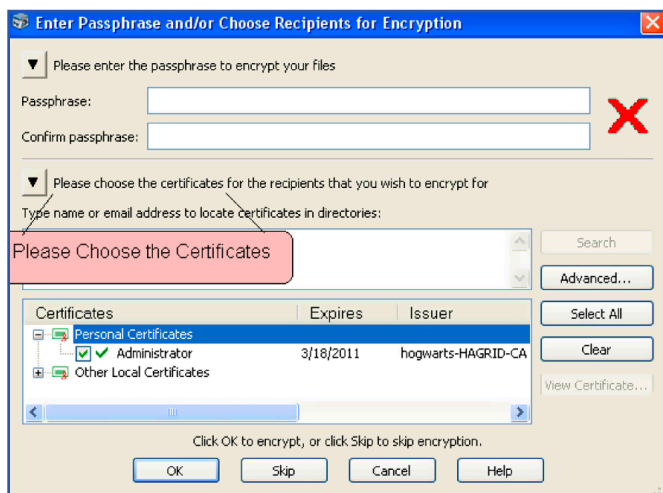 Enter Passphrase and/or Choose Recipients for Encryption
Please enter the passphrase to encrypt your files
Passphrase:
Confirm passphrase:
Please choose the certificates for the recipients that you wish to encrypt for
Type name or email address to locate certificates in directories:
Please Choose the Certificates
Search
Advanced...
Certificates Expires Issuer
Select All
Personal Certificates
Administrator 3/18/2011 hogwarts-HAGRID-CA
Clear
Other Local Certificates
View Certificate...
Click OK to encrypt, or click Skip to skip encryption.
OK Skip Cancel Help